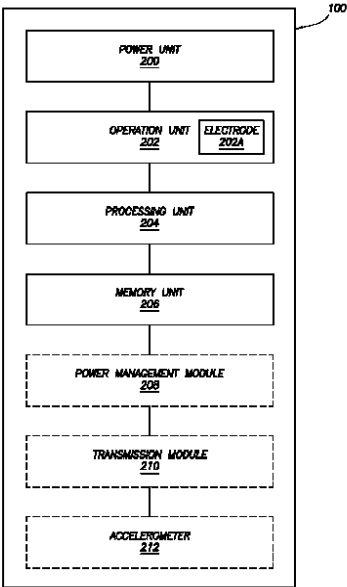 100
POWER UNIT
200
OPERATION UNIT
202
ELECTRODE
202A
PROCESSING UNIT
204
MEMORY UNIT
206
POWER MANAGEMENT MODULE
208
TRANSMISSION MODULE
210
ACCELEROMETER
212